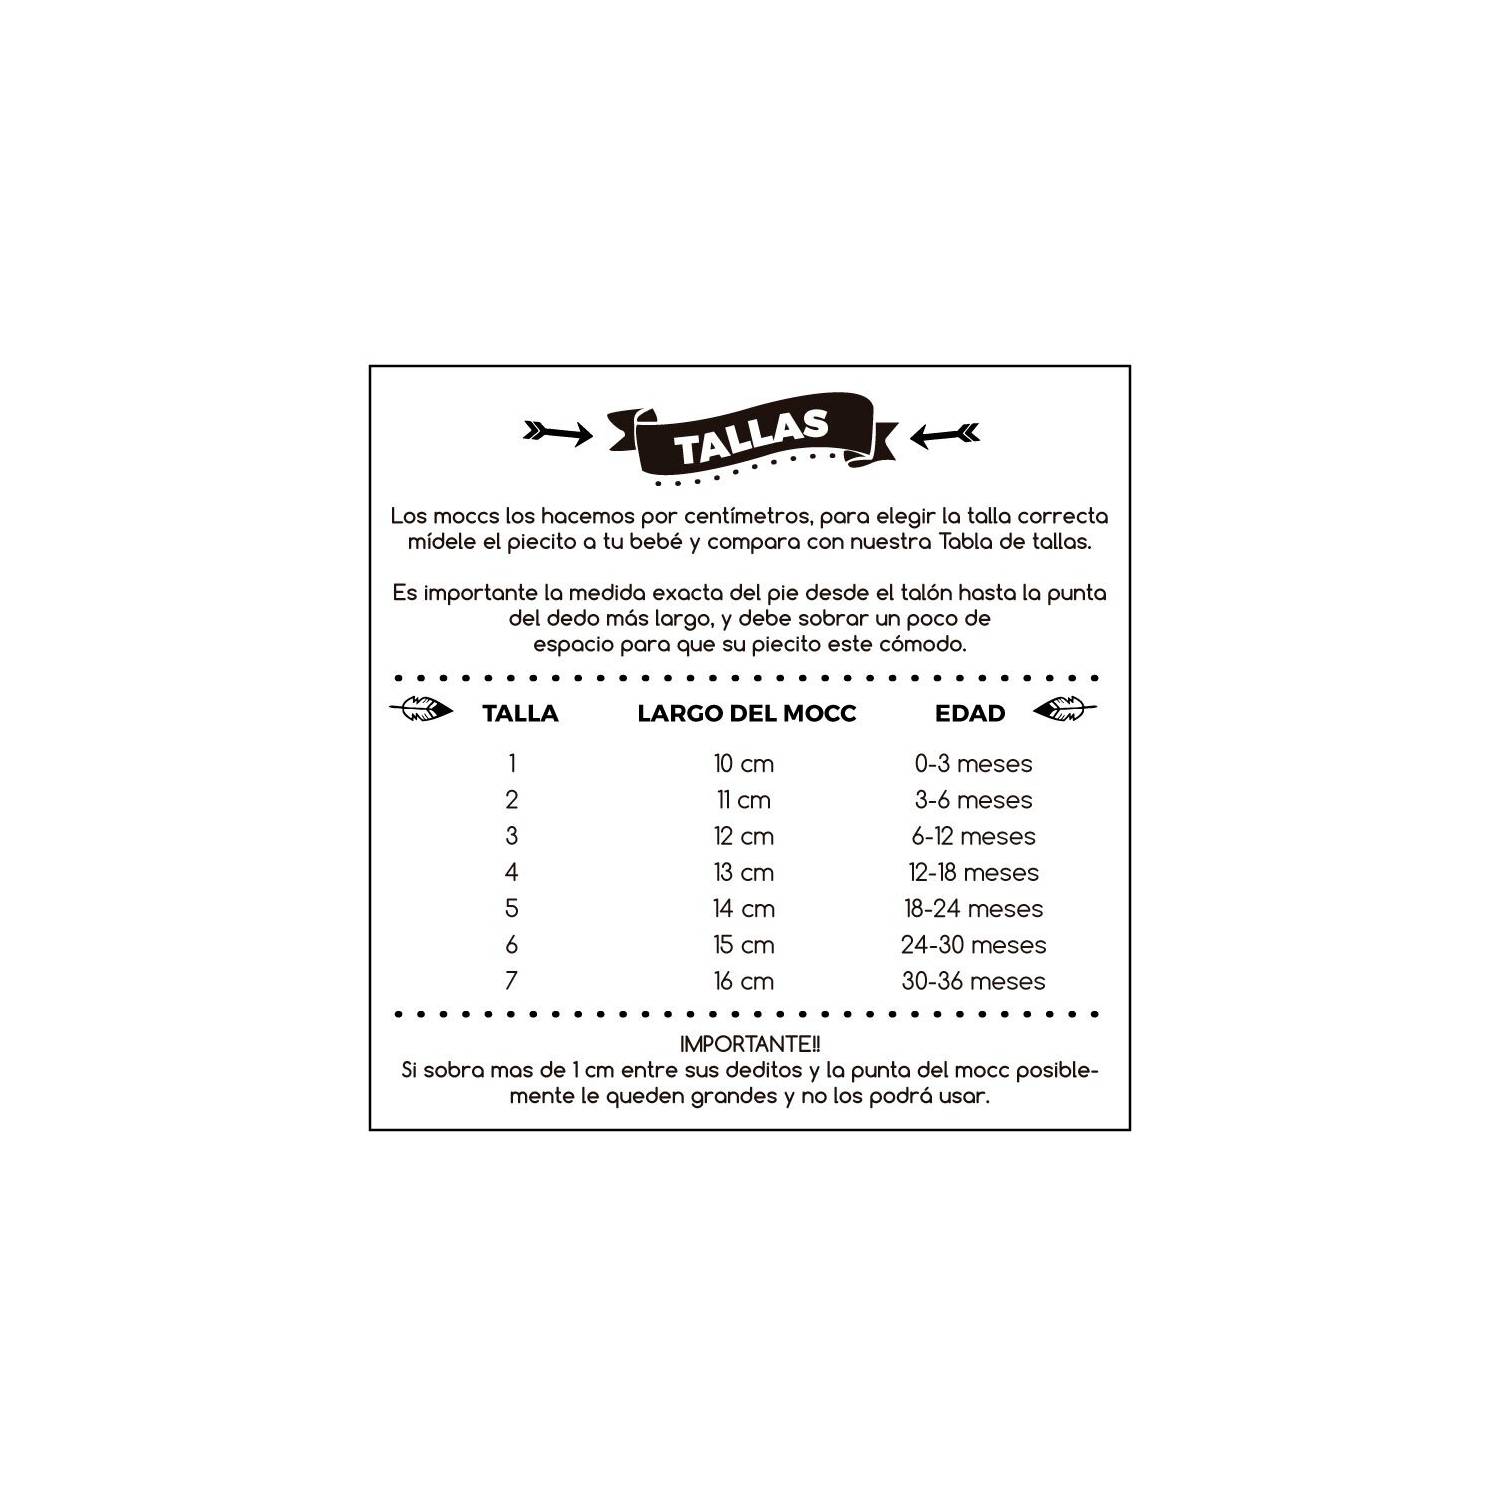 TALLAS
Los moccs los hacemos por centímetros, para elegir la talla correcta
mídele el piecito a tu bebé y compara con nuestra Tabla de tallas.
Es importante la medida exacta del pie desde el talón hasta la punta
del dedo más largo, y debe sobrar un poco de
espacio para que su piecito este cómodo.
TALLA LARGO DEL MOCC EDAD
1 10 cm 0-3 meses
2 11 cm 3-6 meses
3 12 cm 6-12 meses
4 13 cm 12-18 meses
5 14 cm 18-24 meses
6 15 cm 24-30 meses
7 16 cm 30-36 meses
IMPORTANTE!!
Si sobra mas de 1 cm entre sus deditos y la punta del mocc posible-
mente le queden grandes y no los podrá usar.